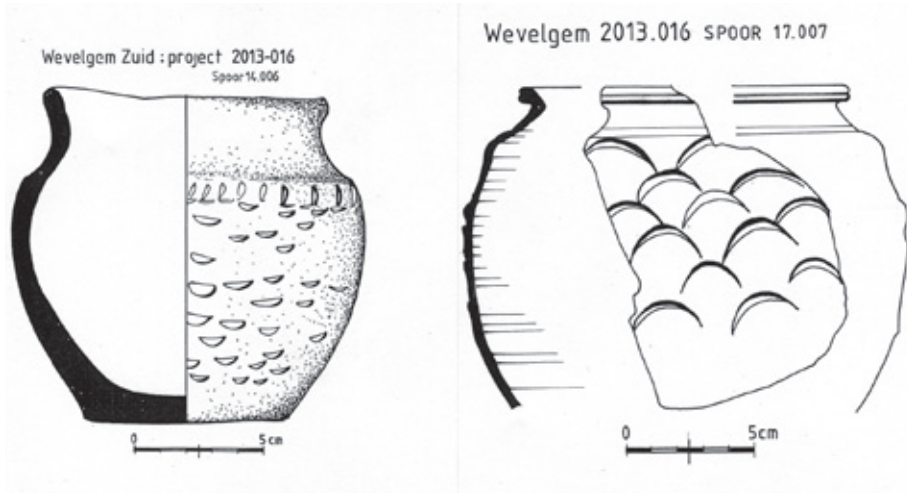 Wevelgem Zuid : project 2013-016
Spoor 14.006
0 5cm
Wevelgem 2013.016 SPOOR 17.007
0 5cm